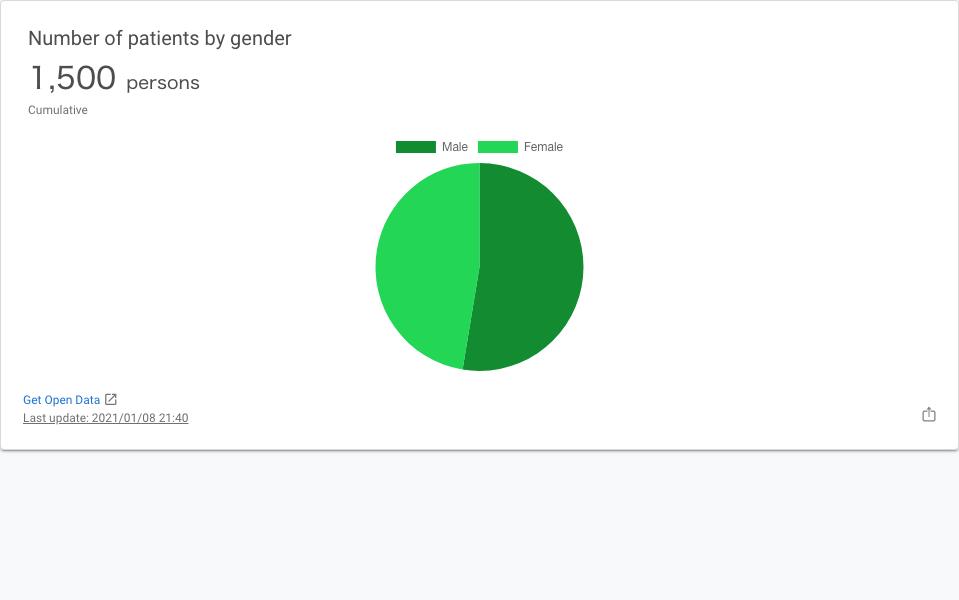 Number of patients by gender
1,500 persons
Cumulative
Male Female
Get Open Data
Last update: 2021/01/08 21:40